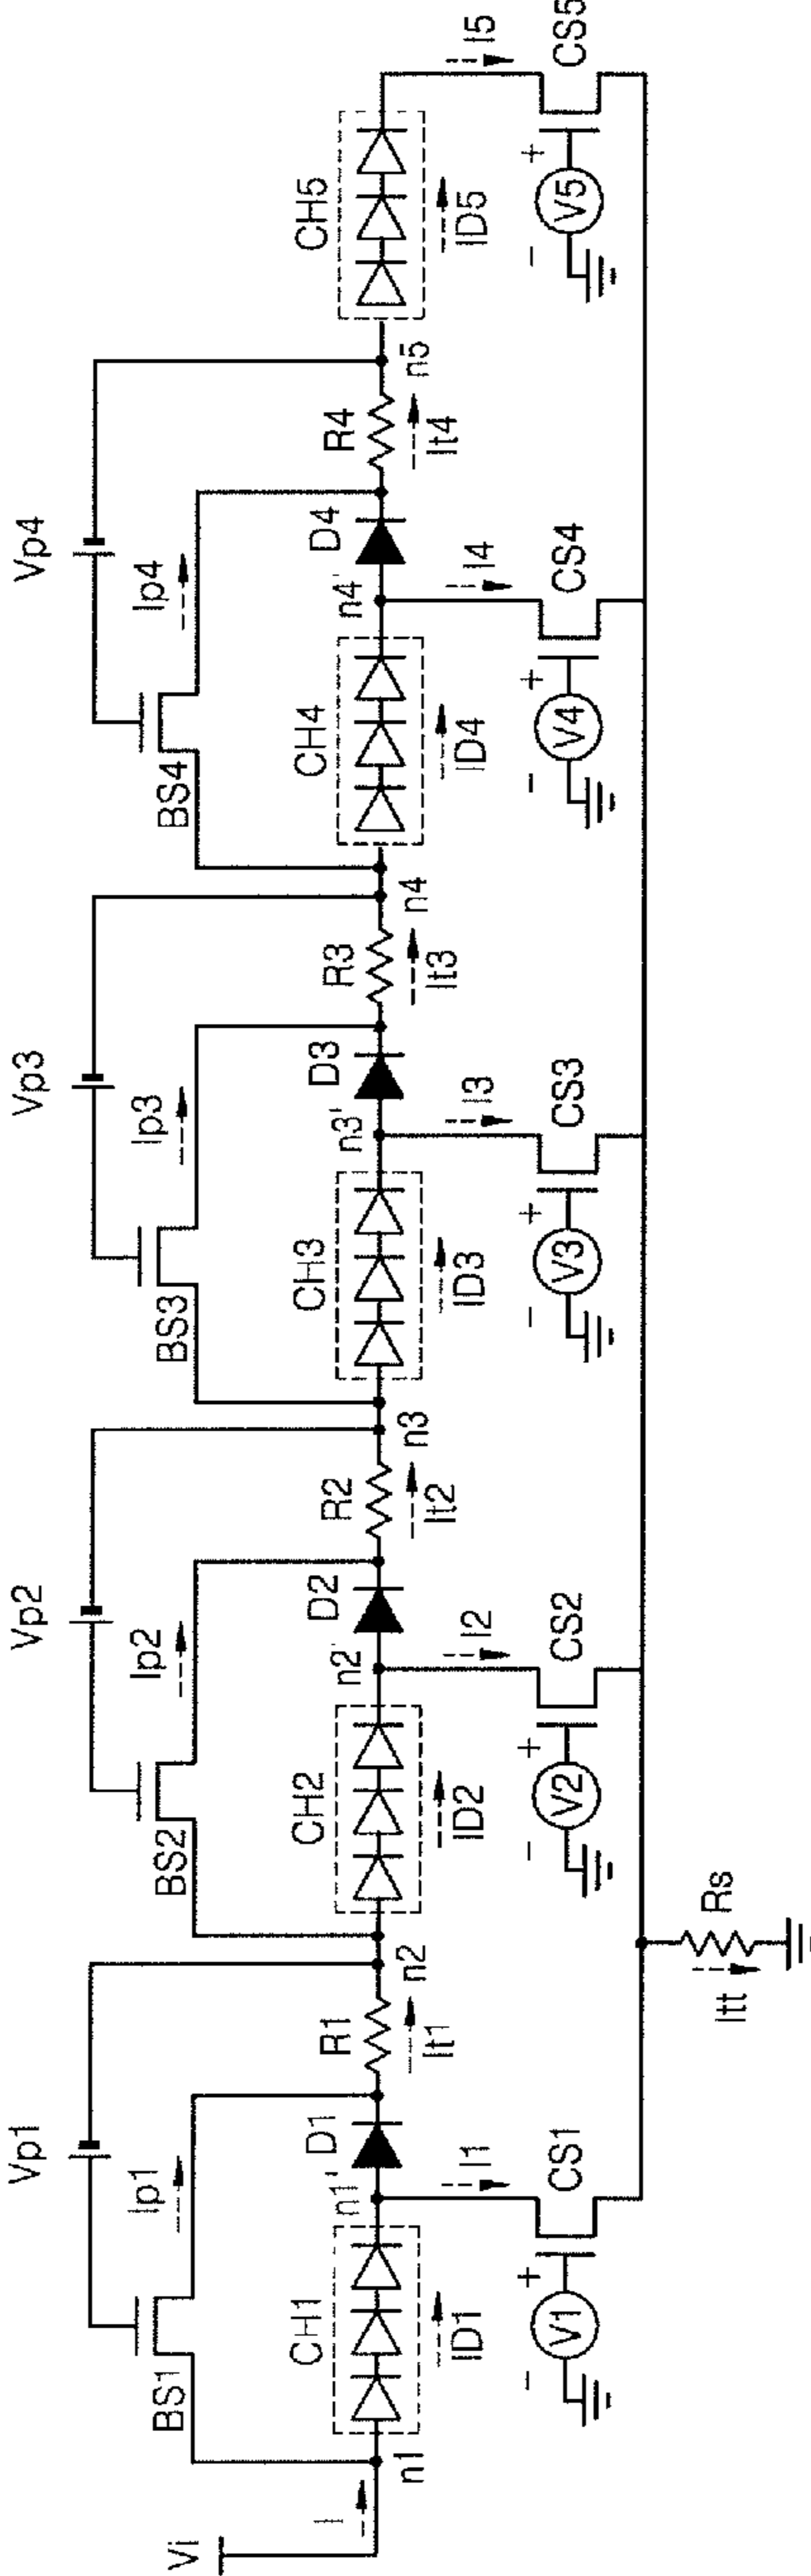 Vp1
Vp2
Vp3
Vp4
Ip1
Ip2
Ip3
Ip4
BS1
BS2
BS3
BS4
Vi
I
n1
CH1
ID1
n1'
D1
R1
It1
n2
CH2
ID2
n2'
D2
R2
It2
n3
CH3
ID3
n3'
D3
R3
It3
n4
CH4
ID4
n4'
D4
R4
It4
n5
CH5
ID5
I1
I2
I3
I4
I5
- V1 +
CS1
- V2 +
CS2
- V3 +
CS3
- V4 +
CS4
- V5 +
CS5
Itt
Rs